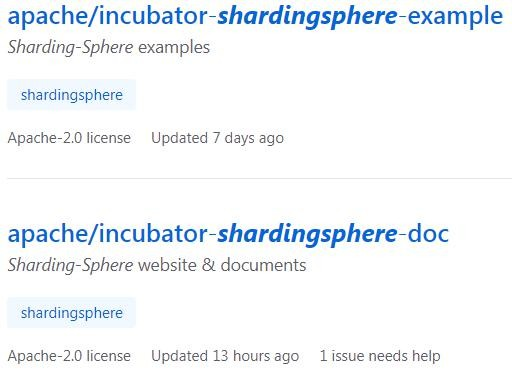 apache/incubator-shardingsphere-example
Sharding-Sphere examples
shardingsphere
Apache-2.0 license Updated 7 days ago
apache/incubator-shardingsphere-doc
Sharding-Sphere website & documents
shardingsphere
Apache-2.0 license Updated 13 hours ago 1 issue needs help